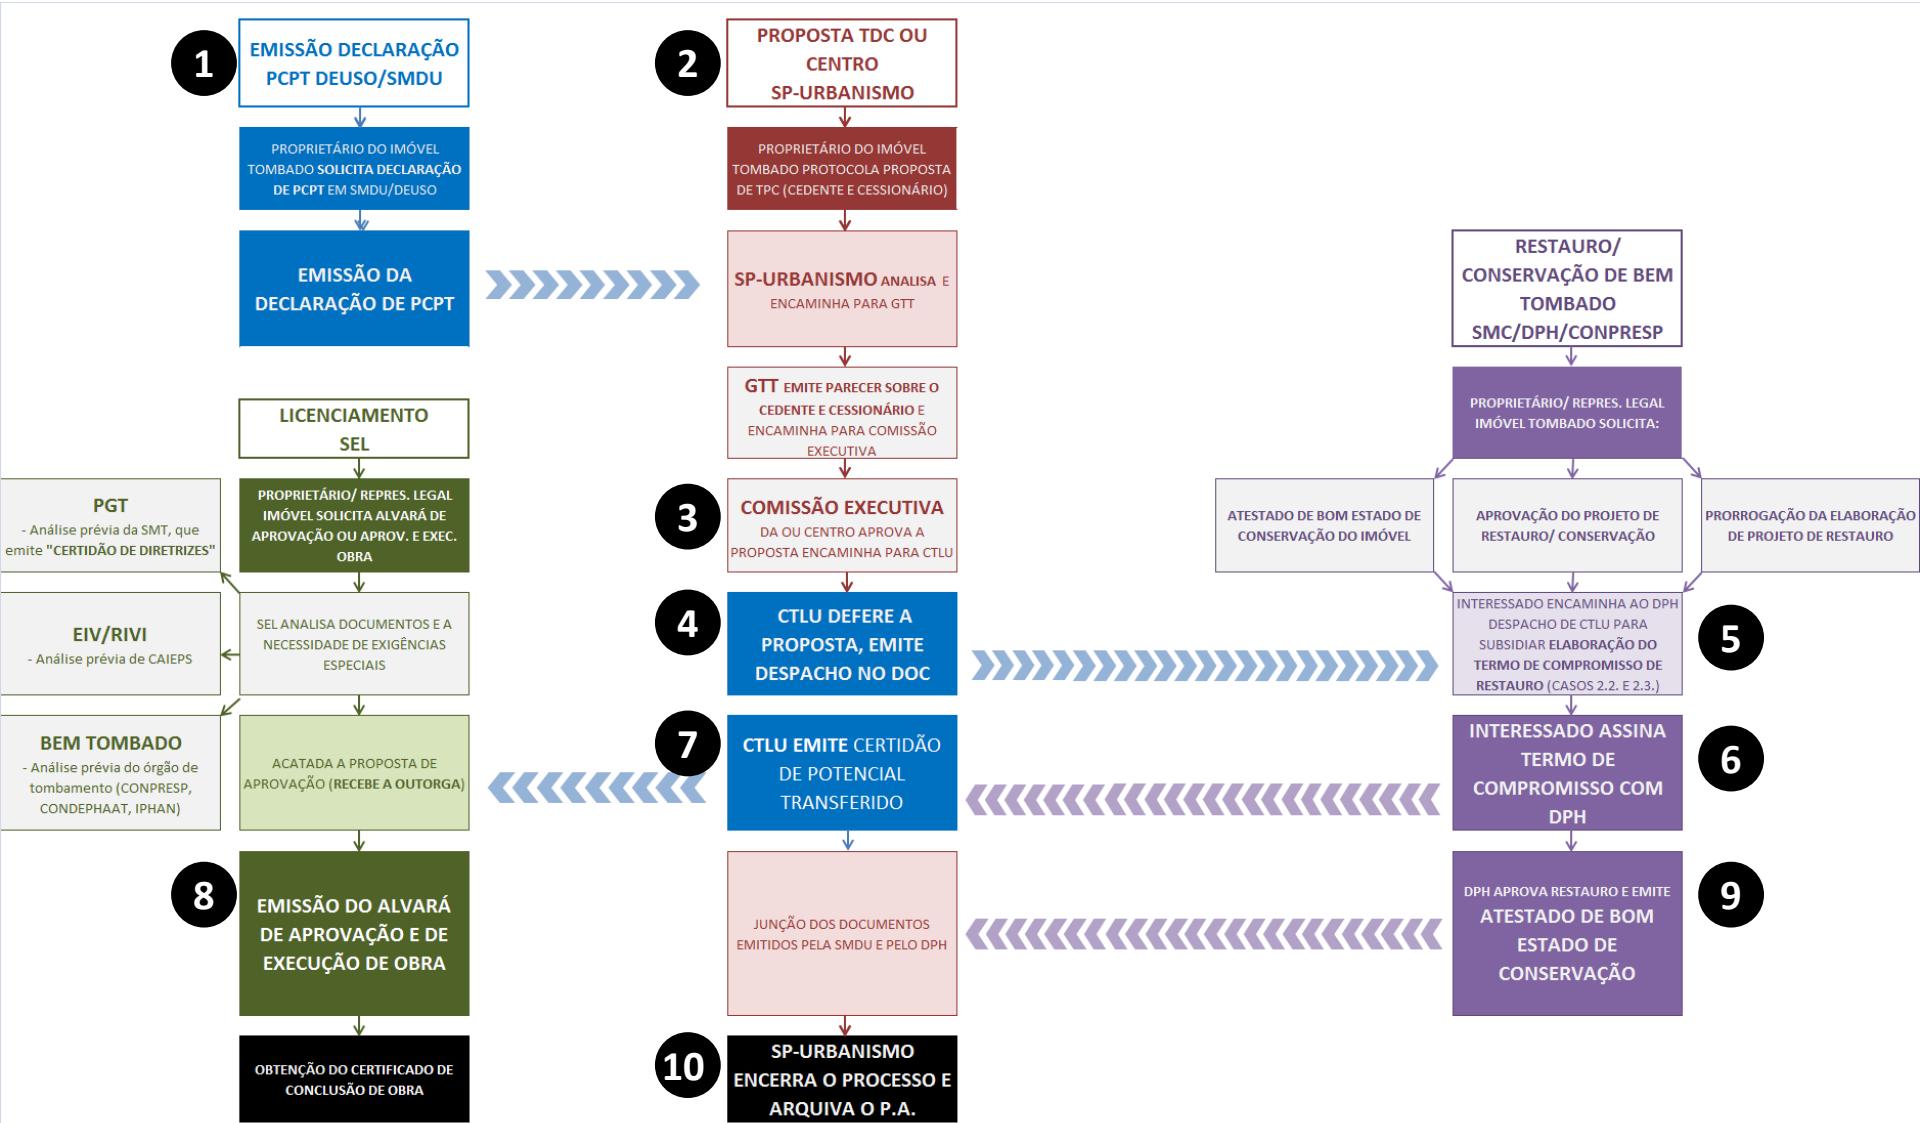 1
EMISSÃO DECLARAÇÃO
PCPT DEUSO/SMDU
PROPRIETÁRIO DO IMÓVEL
TOMBADO SOLICITA DECLARAÇÃO
DE PCPT EM SMDU/DEUSO
EMISSÃO DA
DECLARAÇÃO DE PCPT
LICENCIAMENTO
SEL
PROPRIETÁRIO/ REPRES. LEGAL
IMÓVEL SOLICITA ALVARÁ DE
APROVAÇÃO OU APROV. E EXEC.
OBRA
PGT
- Análise prévia da SMT, que
emite "CERTIDÃO DE DIRETRIZES"
SEL ANALISA DOCUMENTOS E A
NECESSIDADE DE EXIGÊNCIAS
ESPECIAIS
EIV/RIVI
- Análise prévia de CAIEPS
BEM TOMBADO
- Análise prévia do órgão de
tombamento (CONPRESP,
CONDEPHAAT, IPHAN)
ACATADA A PROPOSTA DE
APROVAÇÃO (RECEBE A OUTORGA)
8
EMISSÃO DO ALVARÁ
DE APROVAÇÃO E DE
EXECUÇÃO DE OBRA
OBTENÇÃO DO CERTIFICADO DE
CONCLUSÃO DE OBRA
2
PROPOSTA TDC OU
CENTRO
SP-URBANISMO
PROPRIETÁRIO DO IMÓVEL
TOMBADO PROTOCOLA PROPOSTA
DE TPC (CEDENTE E CESSIONÁRIO)
SP-URBANISMO ANALISA E
ENCAMINHA PARA GTT
GTT EMITE PARECER SOBRE O
CEDENTE E CESSIONÁRIO E
ENCAMINHA PARA COMISSÃO
EXECUTIVA
3
COMISSÃO EXECUTIVA
DA OU CENTRO APROVA A
PROPOSTA ENCAMINHA PARA CTLU
4
CTLU DEFERE A
PROPOSTA, EMITE
DESPACHO NO DOC
7
CTLU EMITE CERTIDÃO
DE POTENCIAL
TRANSFERIDO
JUNÇÃO DOS DOCUMENTOS
EMITIDOS PELA SMDU E PELO DPH
10
SP-URBANISMO
ENCERRA O PROCESSO E
ARQUIVA O P.A.
RESTAURO/
CONSERVAÇÃO DE BEM
TOMBADO
SMC/DPH/CONPRESP
PROPRIETÁRIO/ REPRES. LEGAL
IMÓVEL TOMBADO SOLICITA:
ATESTADO DE BOM ESTADO DE
CONSERVAÇÃO DO IMÓVEL
APROVAÇÃO DO PROJETO DE
RESTAURO/ CONSERVAÇÃO
PRORROGAÇÃO DA ELABORAÇÃO
DE PROJETO DE RESTAURO
5
INTERESSADO ENCAMINHA AO DPH
DESPACHO DE CTLU PARA
SUBSIDIAR ELABORAÇÃO DO
TERMO DE COMPROMISSO DE
RESTAURO (CASOS 2.2. E 2.3.)
6
INTERESSADO ASSINA
TERMO DE
COMPROMISSO COM
DPH
9
DPH APROVA RESTAURO E EMITE
ATESTADO DE BOM
ESTADO DE
CONSERVAÇÃO